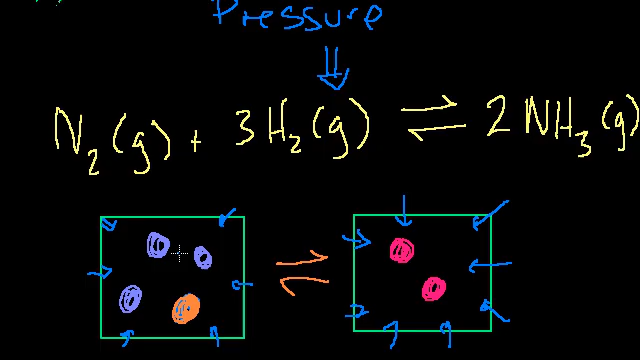 Pressure
N₂(g) + 3H₂(g) ⇌ 2NH₃(g)